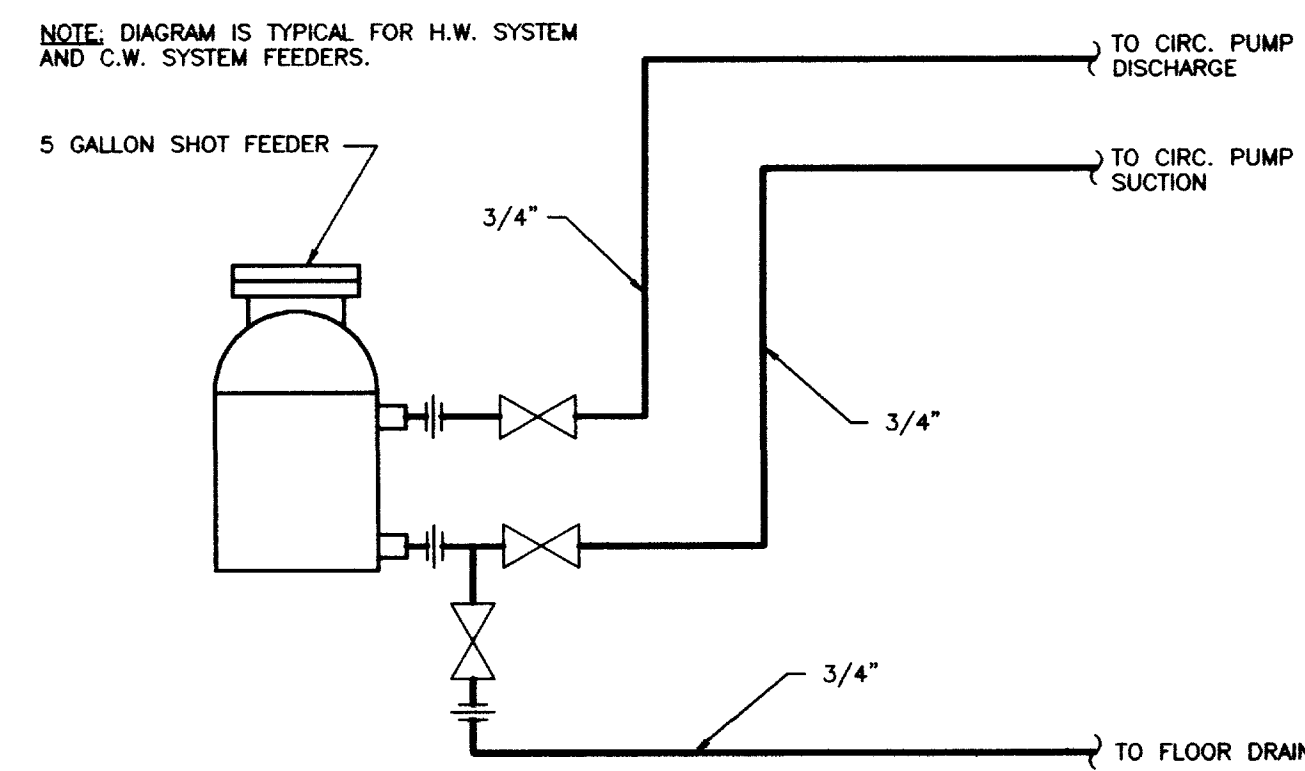 NOTE: DIAGRAM IS TYPICAL FOR H.W. SYSTEM
AND C.W. SYSTEM FEEDERS.
TO CIRC. PUMP
DISCHARGE
5 GALLON SHOT FEEDER
TO CIRC. PUMP
SUCTION
3/4"
3/4"
3/4"
TO FLOOR DRAIN